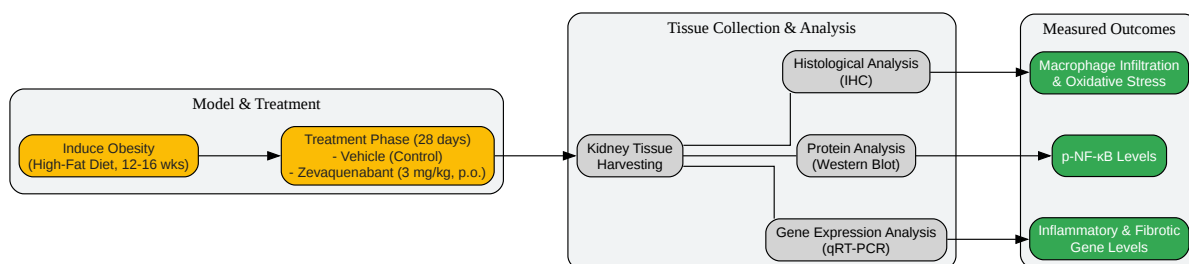 Model & Treatment
Induce Obesity
(High-Fat Diet, 12-16 wks)
Treatment Phase (28 days)
- Vehicle (Control)
- Zevaquenabant (3 mg/kg, p.o.)
Tissue Collection & Analysis
Kidney Tissue
Harvesting
Histological Analysis
(IHC)
Protein Analysis
(Western Blot)
Gene Expression Analysis
(qRT-PCR)
Measured Outcomes
Macrophage Infiltration
& Oxidative Stress
p-NF-κB Levels
Inflammatory & Fibrotic
Gene Levels